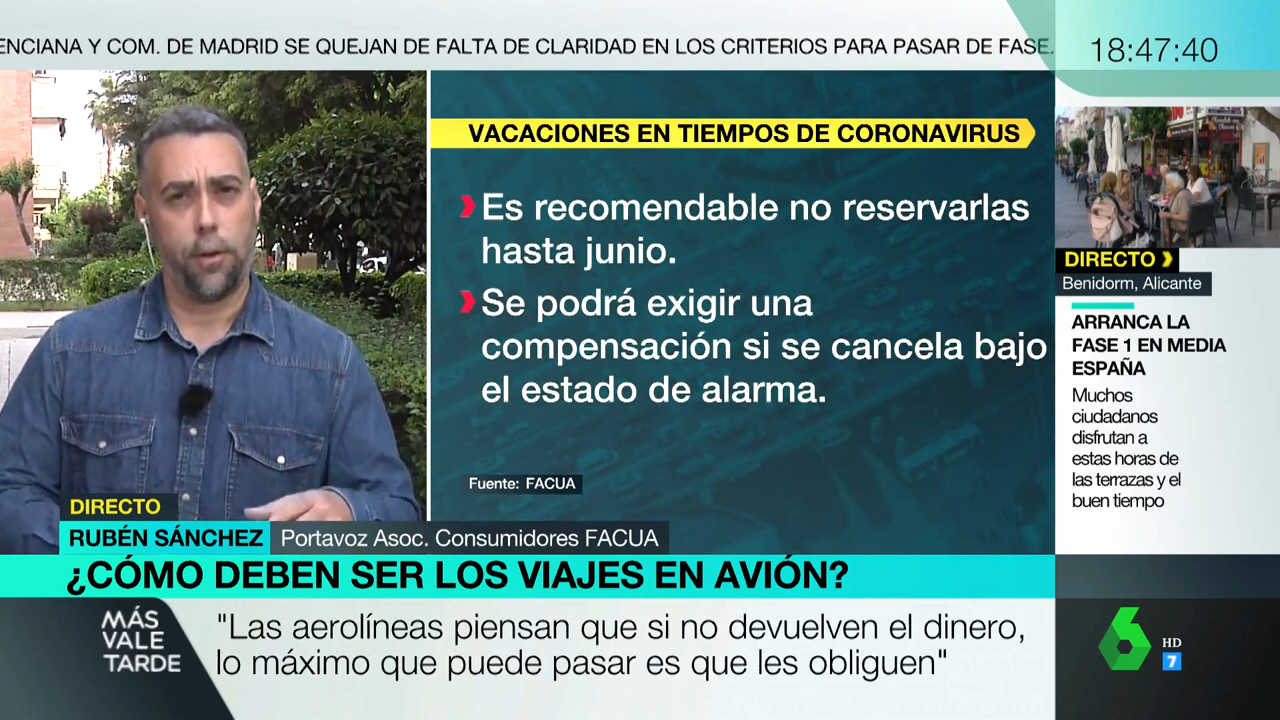 ENCIANA Y COM. DE MADRID SE QUEJAN DE FALTA DE CLARIDAD EN LOS CRITERIOS PARA PASAR DE FASE.
18:47:40
VACACIONES EN TIEMPOS DE CORONAVIRUS
Es recomendable no reservarlas
hasta junio.
Se podrá exigir una
compensación si se cancela bajo
el estado de alarma.
Fuente: FACUA
DIRECTO
Benidorm, Alicante
ARRANCA LA
FASE 1 EN MEDIA
ESPAÑA
Muchos
ciudadanos
disfrutan a
estas horas de
las terrazas y el
buen tiempo
DIRECTO
RUBÉN SÁNCHEZ Portavoz Asoc. Consumidores FACUA
¿CÓMO DEBEN SER LOS VIAJES EN AVIÓN?
MÁS
VALE
TARDE
"Las aerolíneas piensan que si no devuelven el dinero,
lo máximo que puede pasar es que les obliguen"
6
HD
7